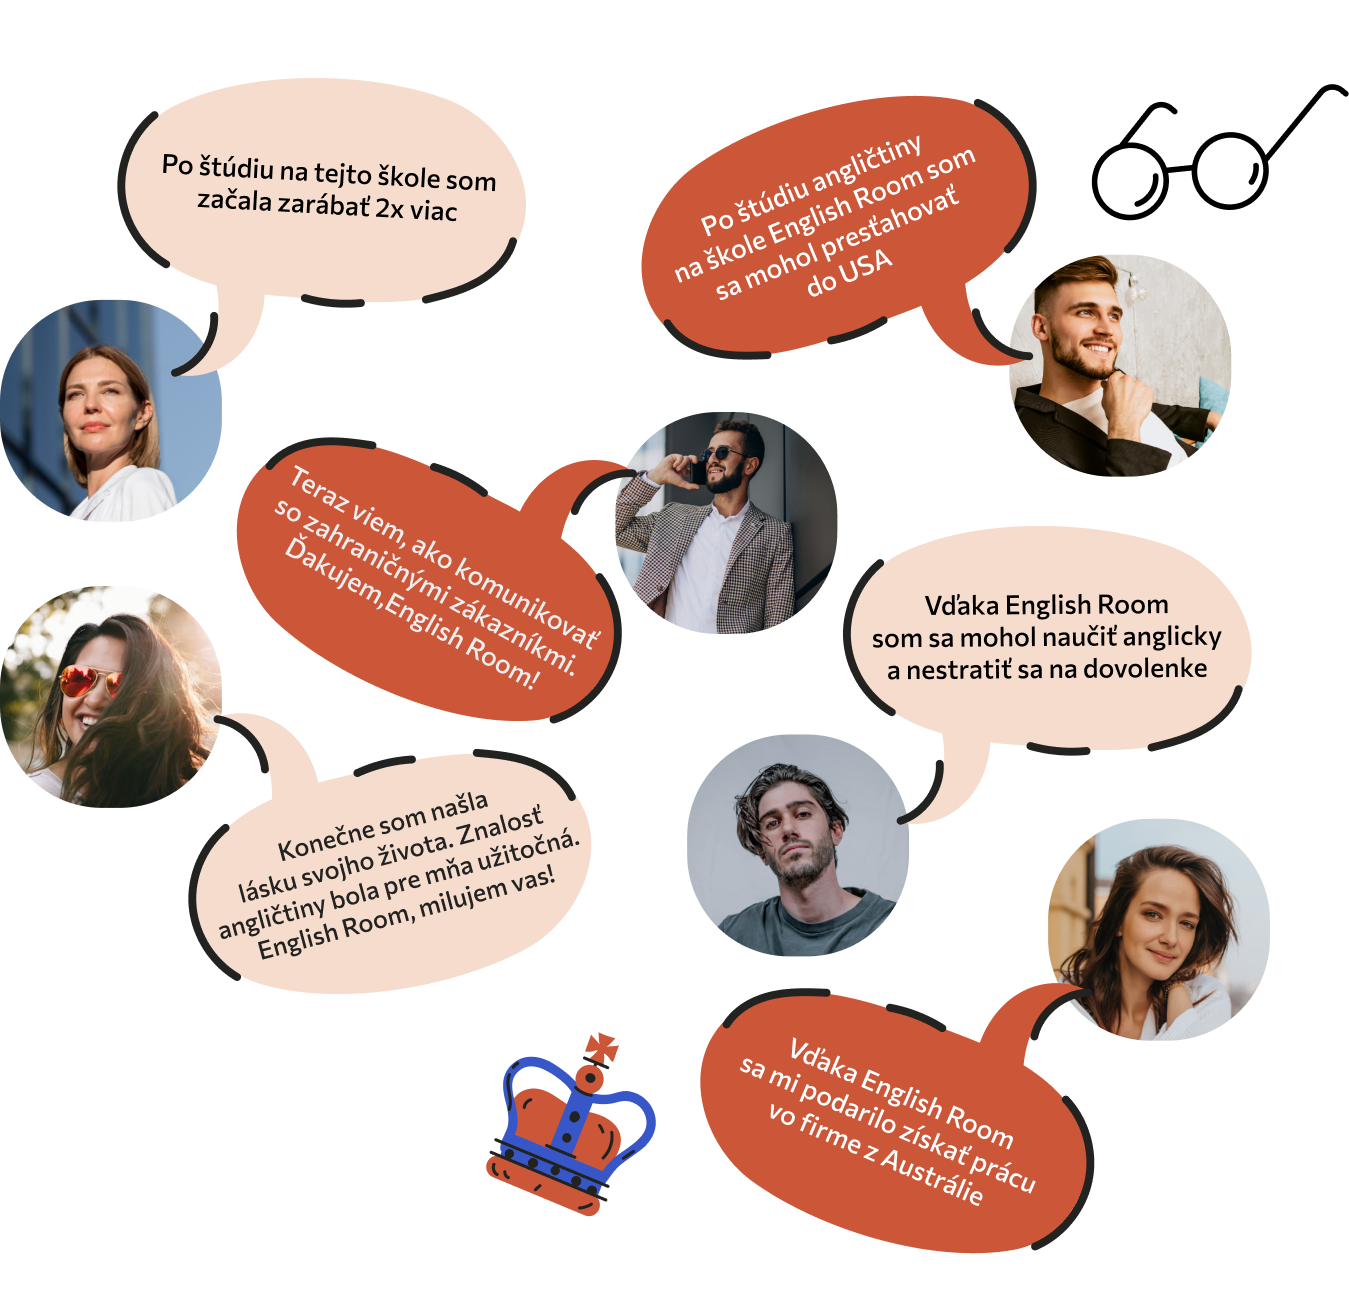 Po štúdiu na tejto škole som
začala zarábať 2x viac
Po štúdiu angličtiny
na škole English Room som
sa mohol presťahovať
do USA
Teraz viem, ako komunikovať
so zahraničnými zákazníkmi.
Ďakujem,English Room!
Vďaka English Room
som sa mohol naučiť anglicky
a nestratiť sa na dovolenke
Konečne som našla
lásku svojho života. Znalosť
angličtiny bola pre mňa užitočná.
English Room, milujem vas!
Vďaka English Room
sa mi podarilo získať prácu
vo firme z Austrálie